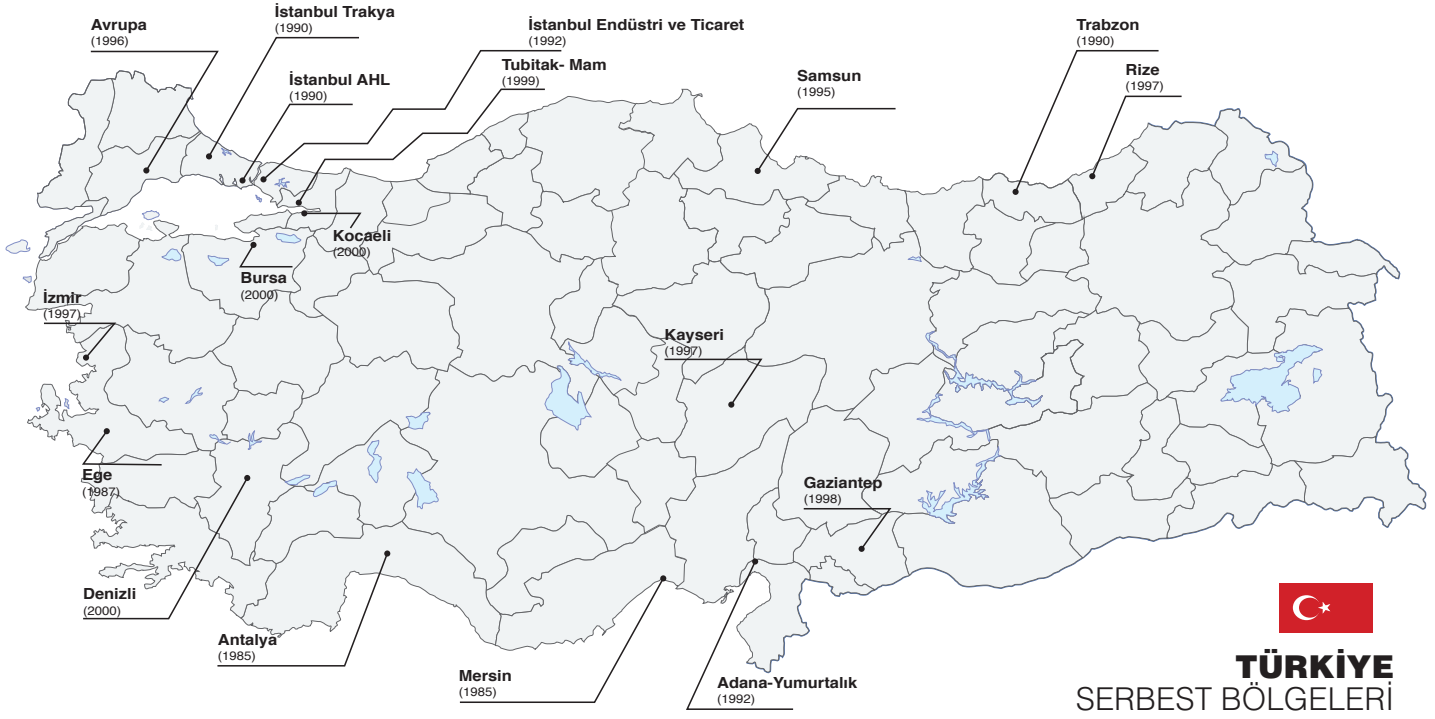 Avrupa
(1996)
İstanbul Trakya
(1990)
İstanbul AHL
(1990)
İstanbul Endüstri ve Ticaret
(1992)
Tubitak- Mam
(1999)
Samsun
(1995)
Trabzon
(1990)
Rize
(1997)
Kocaeli
(2000)
Bursa
(2000)
İzmir
(1997)
Kayseri
(1997)
Ege
(1987)
Gaziantep
(1998)
Denizli
(2000)
Antalya
(1985)
Mersin
(1985)
Adana-Yumurtalık
(1992)
TÜRKİYE
SERBEST BÖLGELERİ